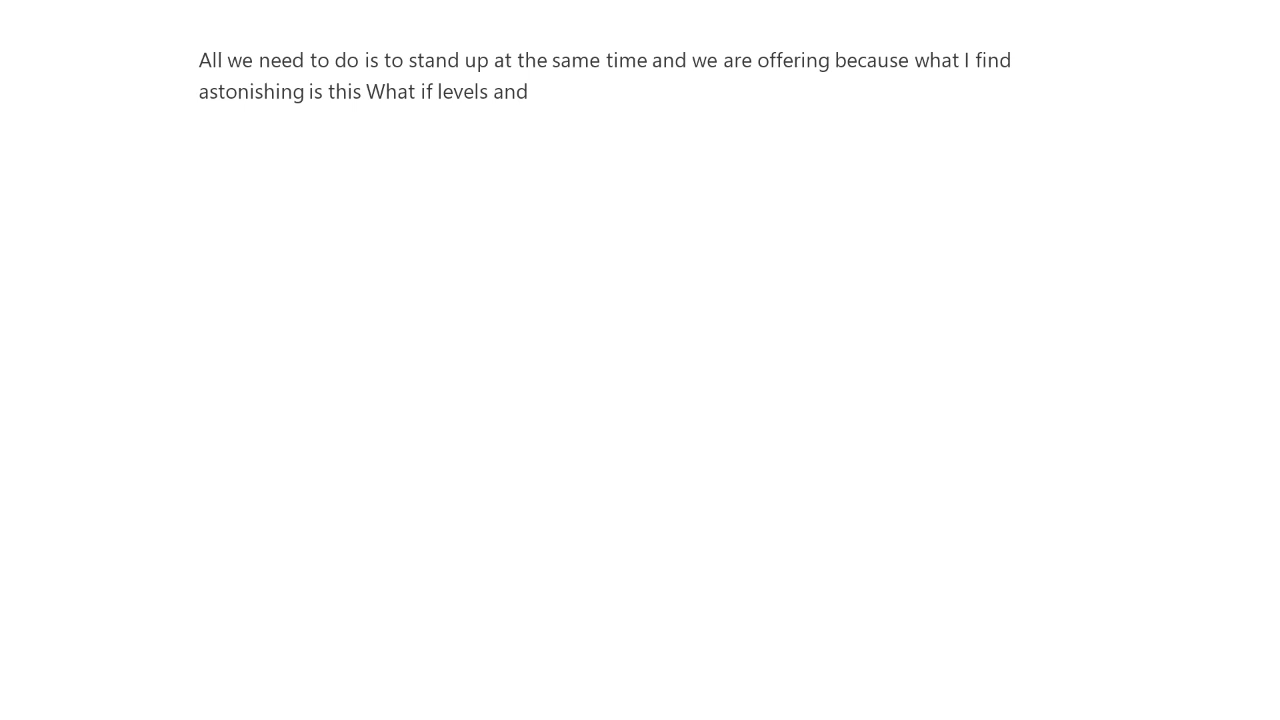 All we need to do is to stand up at the same time and we are offering because what I find
astonishing is this What if levels and